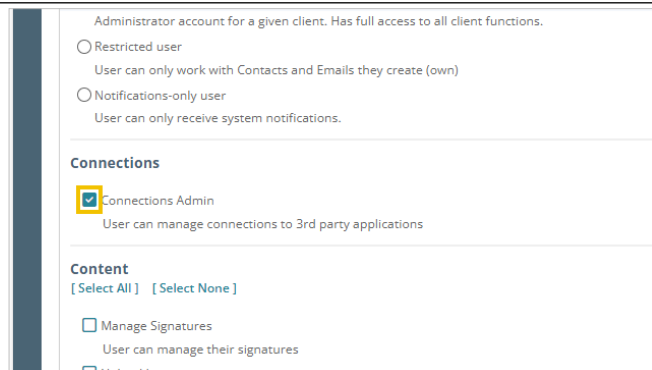 Administrator account for a given client. Has full access to all client functions.
Restricted user
User can only work with Contacts and Emails they create (own)
Notifications-only user
User can only receive system notifications.
Connections
Connections Admin
User can manage connections to 3rd party applications
Content
[ Select All ] [ Select None ]
Manage Signatures
User can manage their signatures